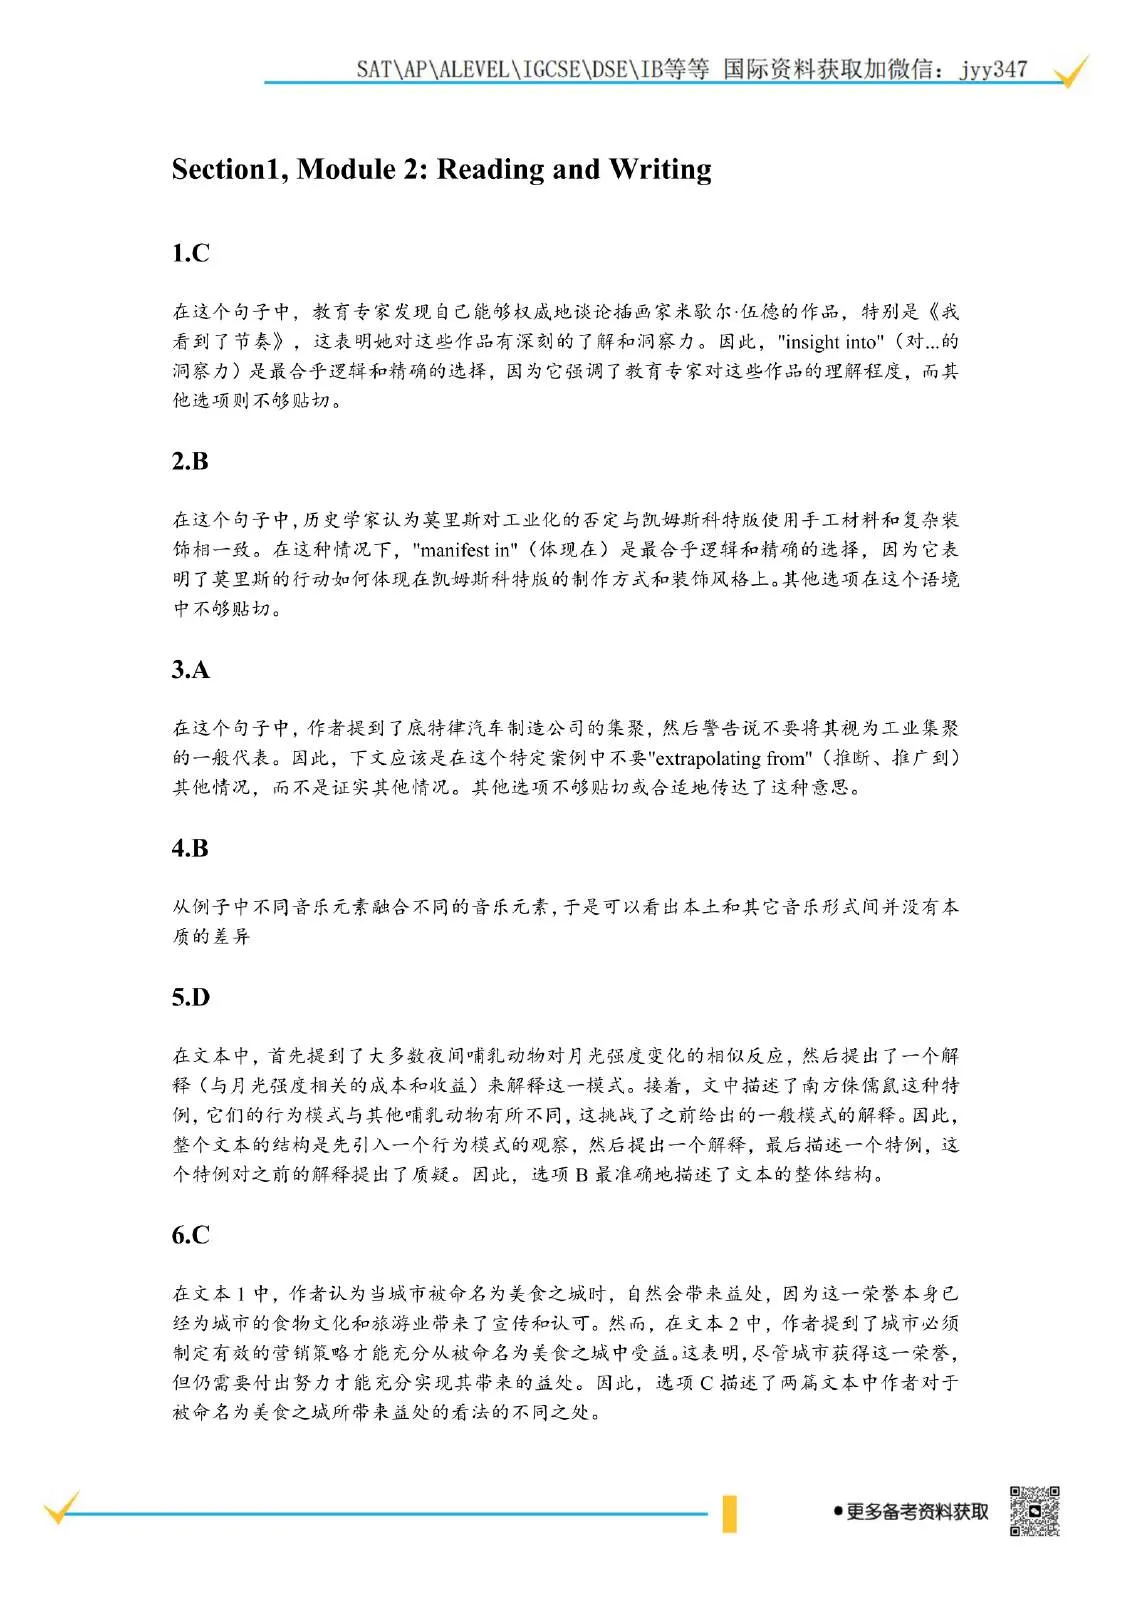 SAT\AP\ALEVEL\IGCSE\DSE\IB等等 国际资料获取加微信：jyy347
Section1, Module 2: Reading and Writing
1.C
在这个句子中，教育专家发现自己能够权威地谈论插画家米歇尔·伍德的作品，特别是《我
看到了节奏》，这表明她对这些作品有深刻的了解和洞察力。因此，"insight into"（对...的
洞察力）是最合乎逻辑和精确的选择，因为它强调了教育专家对这些作品的理解程度，而其
他选项则不够贴切。
2.B
在这个句子中，历史学家认为莫里斯对工业化的否定与凯姆斯科特版使用手工材料和复杂装
饰相一致。在这种情况下，"manifest in"（体现在）是最合乎逻辑和精确的选择，因为它表
明了莫里斯的行动如何体现在凯姆斯科特版的制作方式和装饰风格上。其他选项在这个语境
中不够贴切。
3.A
在这个句子中，作者提到了底特律汽车制造公司的集聚，然后警告说不要将其视为工业集聚
的一般代表。因此，下文应该是在这个特定案例中不要"extrapolating from"（推断、推广到）
其他情况，而不是证实其他情况。其他选项不够贴切或合适地传达了这种意思。
4.B
从例子中不同音乐元素融合不同的音乐元素，于是可以看出本土和其它音乐形式间并没有本
质的差异
5.D
在文本中，首先提到了大多数夜间哺乳动物对月光强度变化的相似反应，然后提出了一个解
释（与月光强度相关的成本和收益）来解释这一模式。接着，文中描述了南方侏儒鼠这种特
例，它们的行为模式与其他哺乳动物有所不同，这挑战了之前给出的一般模式的解释。因此，
整个文本的结构是先引入一个行为模式的观察，然后提出一个解释，最后描述一个特例，这
个特例对之前的解释提出了质疑。因此，选项 B 最准确地描述了文本的整体结构。
6.C
在文本 1 中，作者认为当城市被命名为美食之城时，自然会带来益处，因为这一荣誉本身已
经为城市的食物文化和旅游业带来了宣传和认可。然而，在文本 2 中，作者提到了城市必须
制定有效的营销策略才能充分从被命名为美食之城中受益。这表明，尽管城市获得这一荣誉，
但仍需要付出努力才能充分实现其带来的益处。因此，选项 C 描述了两篇文本中作者对于
被命名为美食之城所带来益处的看法的不同之处。
●更多备考资料获取